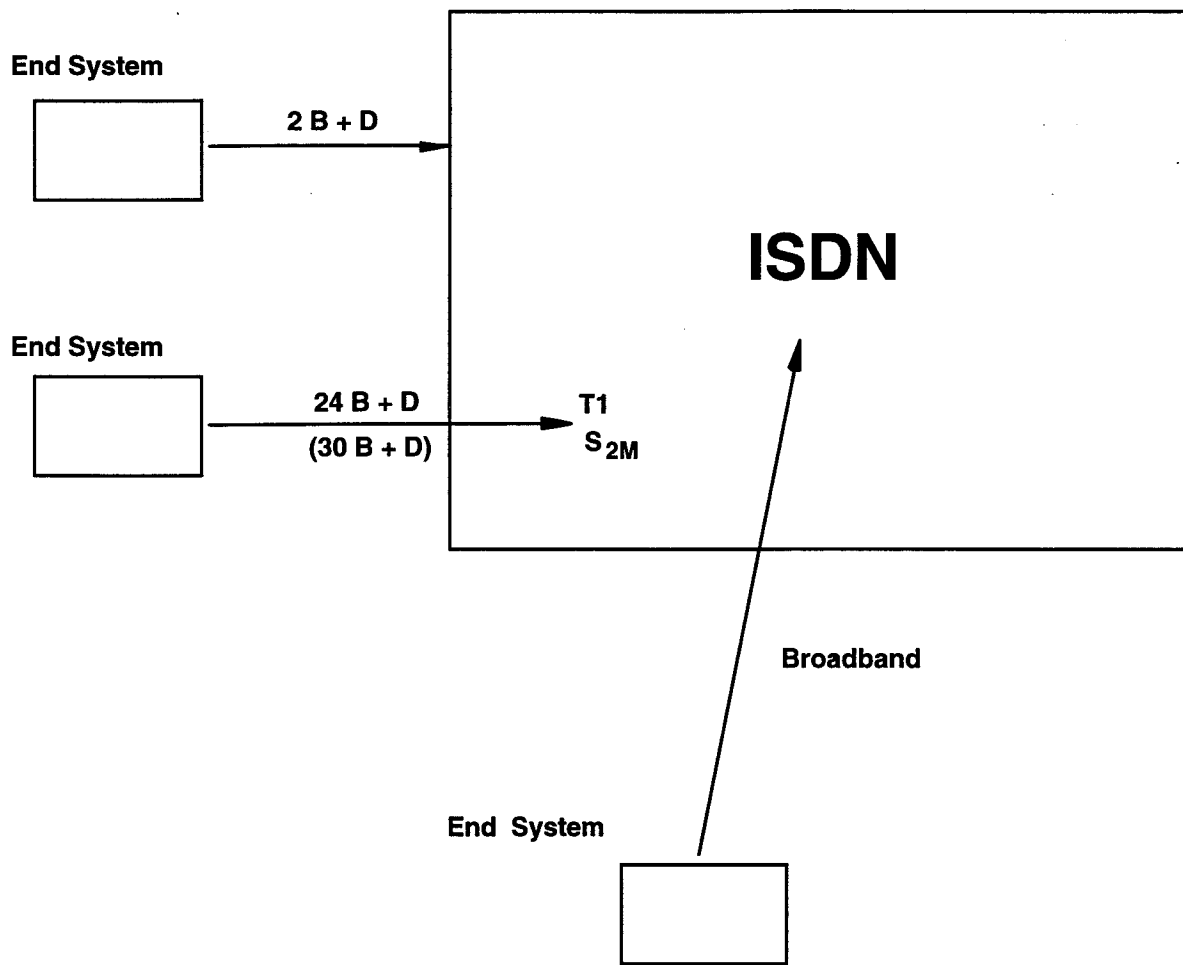 End System
2 B + D
ISDN
End System
24 B + D
(30 B + D)
T1
S2M
Broadband
End System